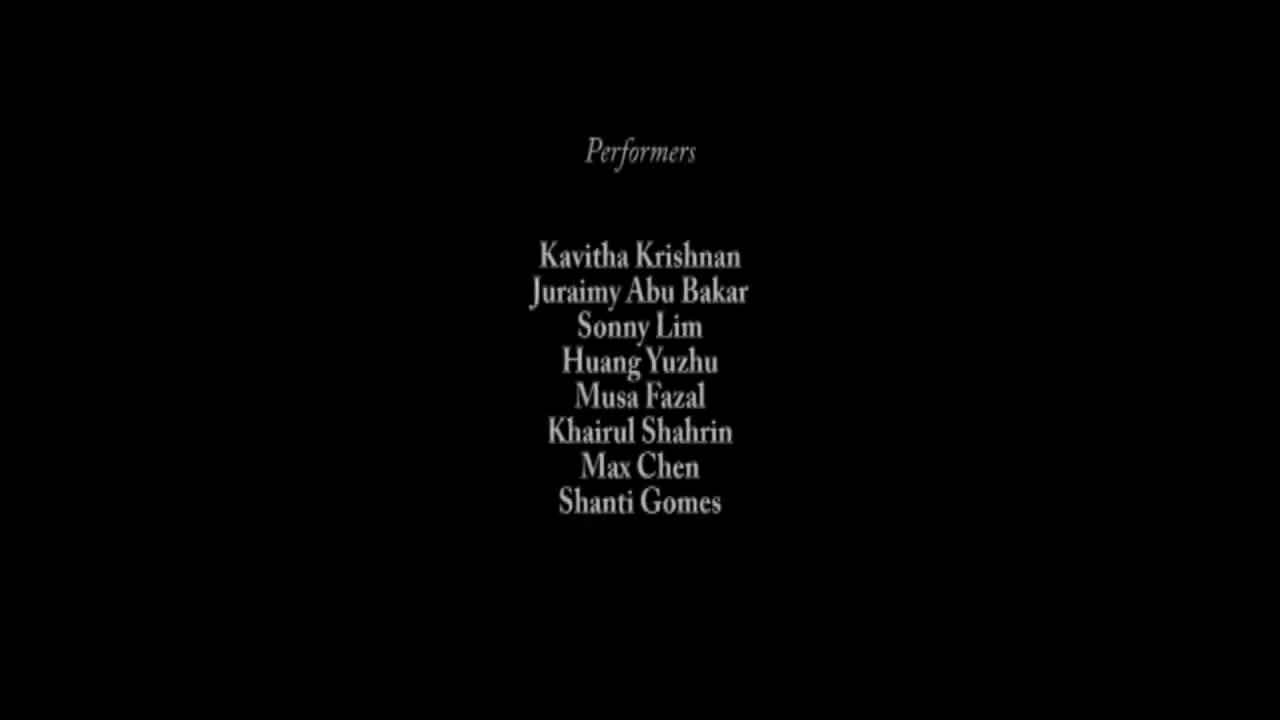 Performers
Kavitha Krishnan
Juraimy Abu Bakar
Sonny Lim
Huang Yuzhu
Musa Fazal
Khairul Shahrin
Max Chen
Shanti Gomes